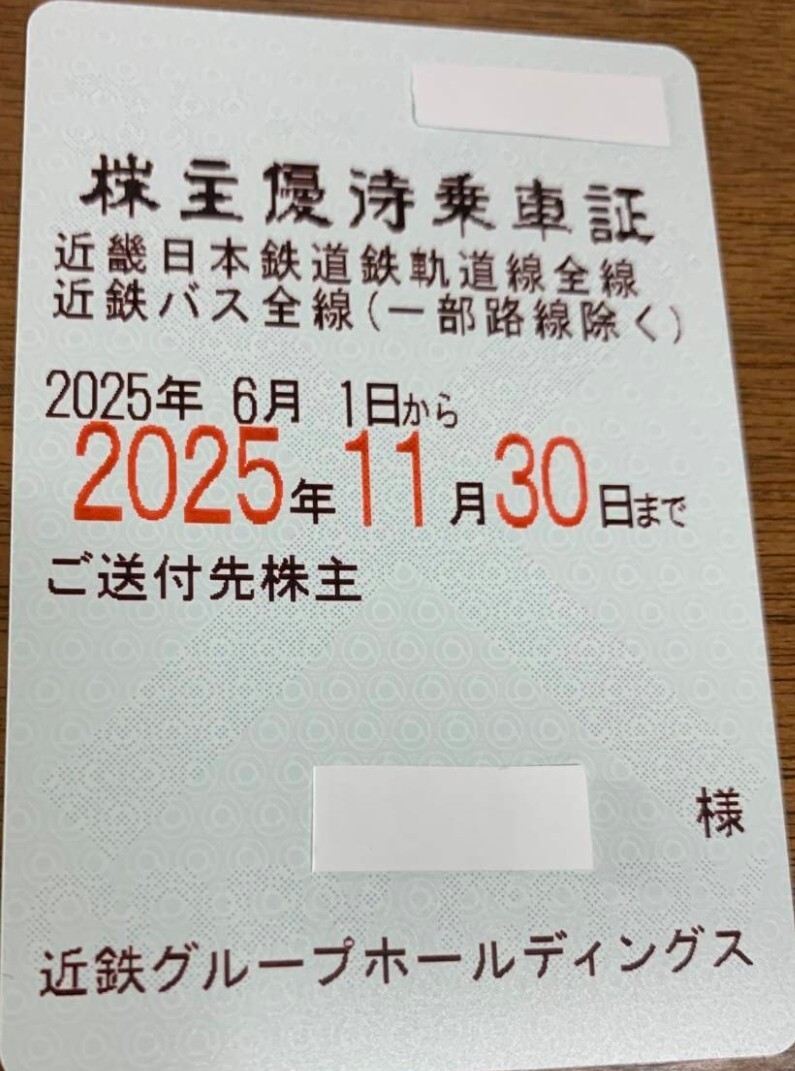 株主優待乗車証
近畿日本鉄道鉄軌道線全線
近鉄バス全線(一部路線除く)
2025年 6月 1日から
2025年11月30日まで
ご送付先株主
様
近鉄グループホールディングス